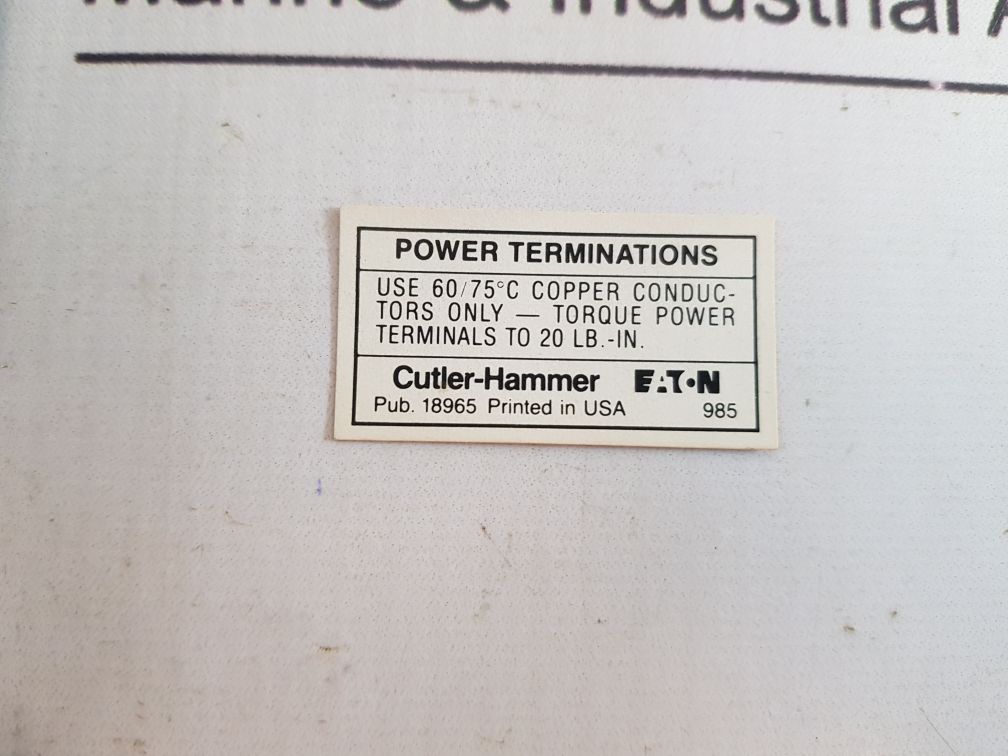 & Industrial
POWER TERMINATIONS
USE 60/75°C COPPER CONDUC-
TORS ONLY — TORQUE POWER
TERMINALS TO 20 LB.-IN.
Cutler-Hammer EATON
Pub. 18965 Printed in USA 985